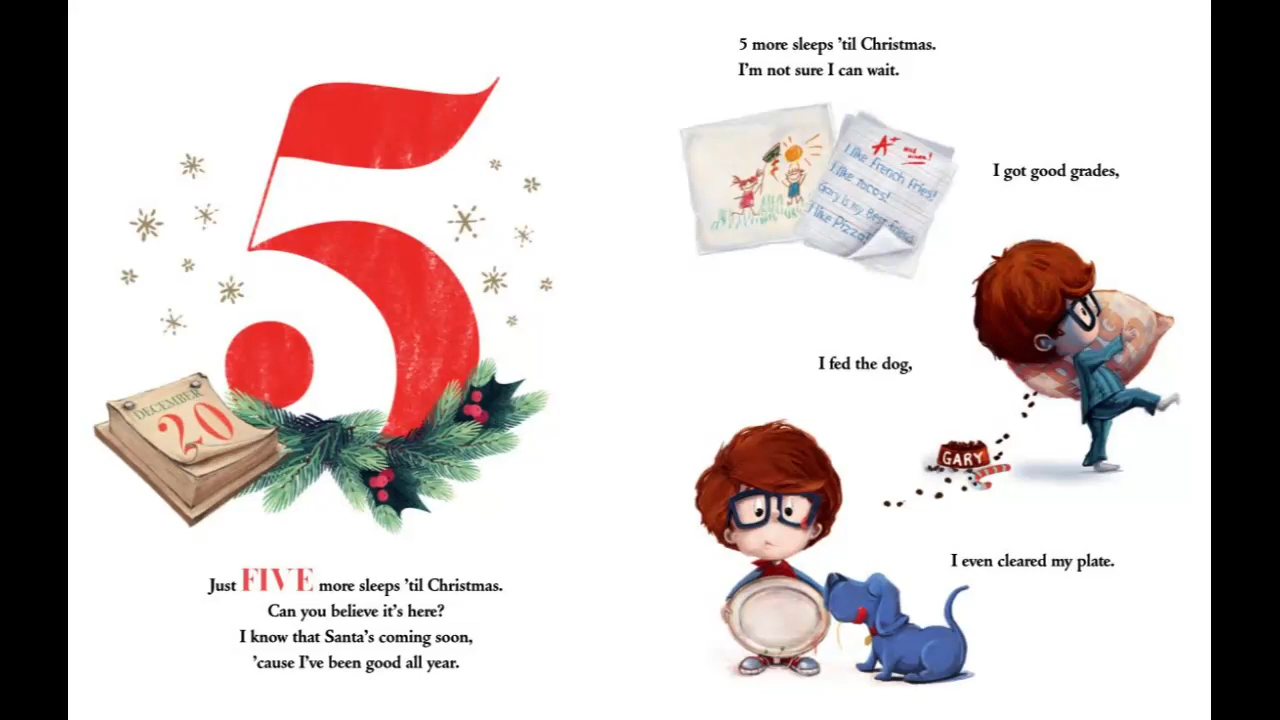 5
DECEMBER
20
Just FIVE more sleeps ’til Christmas.
Can you believe it’s here?
I know that Santa’s coming soon,
’cause I’ve been good all year.
5 more sleeps ’til Christmas.
I’m not sure I can wait.
A+
I like French Fries!
I like tacos!
Gary is my Best friend
I like Pizza!
I got good grades,
I fed the dog,
GARY
I even cleared my plate.